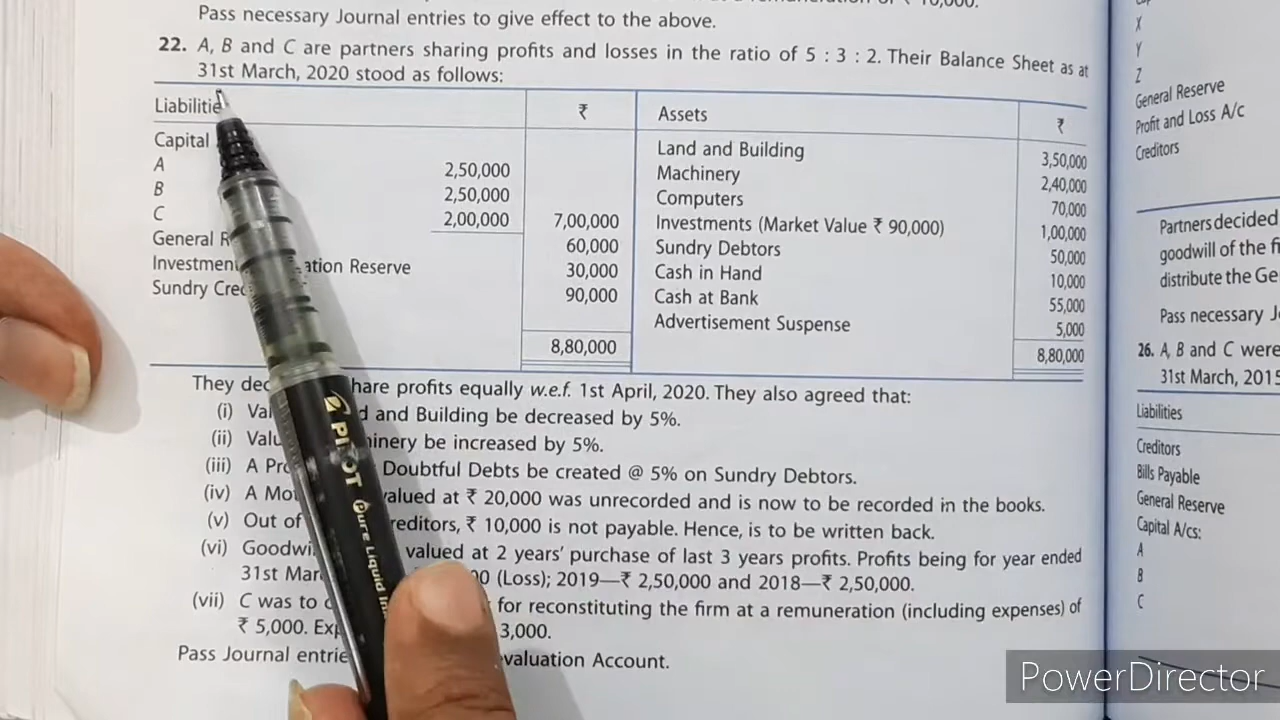 Pass necessary Journal entries to give effect to the above.
22. A, B and C are partners sharing profits and losses in the ratio of 5 : 3 : 2. Their Balance Sheet as at
31st March, 2020 stood as follows:
Liabilitie ₹ Assets ₹
Capital
Land and Building 3,50,000
A 2,50,000 Machinery 2,40,000
B 2,50,000 Computers 70,000
C 2,00,000 7,00,000 Investments (Market Value ₹ 90,000) 1,00,000
General R 60,000 Sundry Debtors 50,000
Investmen ation Reserve 30,000 Cash in Hand 10,000
Sundry Cre 90,000 Cash at Bank 55,000
Advertisement Suspense 5,000
8,80,000 8,80,000
They dec hare profits equally w.e.f. 1st April, 2020. They also agreed that:
(i) Val d and Building be decreased by 5%.
(ii) Valu hinery be increased by 5%.
(iii) A Pro Doubtful Debts be created @ 5% on Sundry Debtors.
(iv) A Mo valued at ₹ 20,000 was unrecorded and is now to be recorded in the books.
(v) Out of reditors, ₹ 10,000 is not payable. Hence, is to be written back.
(vi) Goodwi valued at 2 years' purchase of last 3 years profits. Profits being for year ended
31st Mar 00 (Loss); 2019—₹ 2,50,000 and 2018—₹ 2,50,000.
(vii) C was to for reconstituting the firm at a remuneration (including expenses) of
₹ 5,000. Exp 3,000.
Pass Journal entrie valuation Account.
PILOT Pure Liquid In
X
Y
Z
General Reserve
Profit and Loss A/c
Creditors
Partners decided
goodwill of the fi
distribute the Ge
Pass necessary J
26. A, B and C were
31st March, 2015
Liabilities
Creditors
Bills Payable
General Reserve
Capital A/cs:
A
B
C
PowerDirector